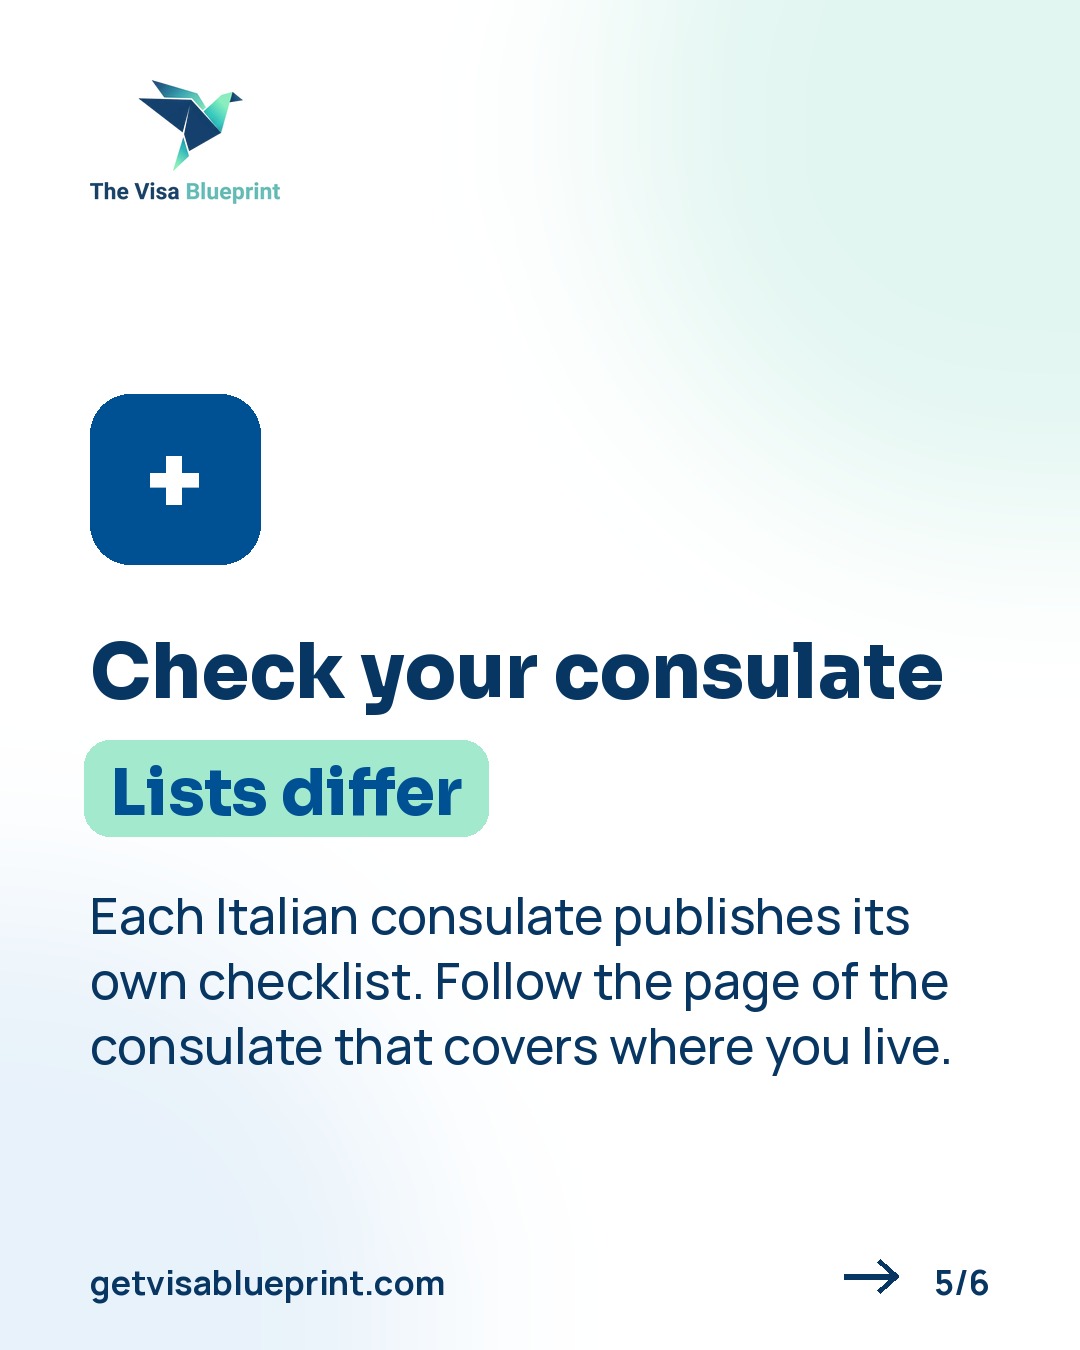 The Visa Blueprint
Check your consulate
Lists differ
Each Italian consulate publishes its
own checklist. Follow the page of the
consulate that covers where you live.
getvisablueprint.com
→ 5/6